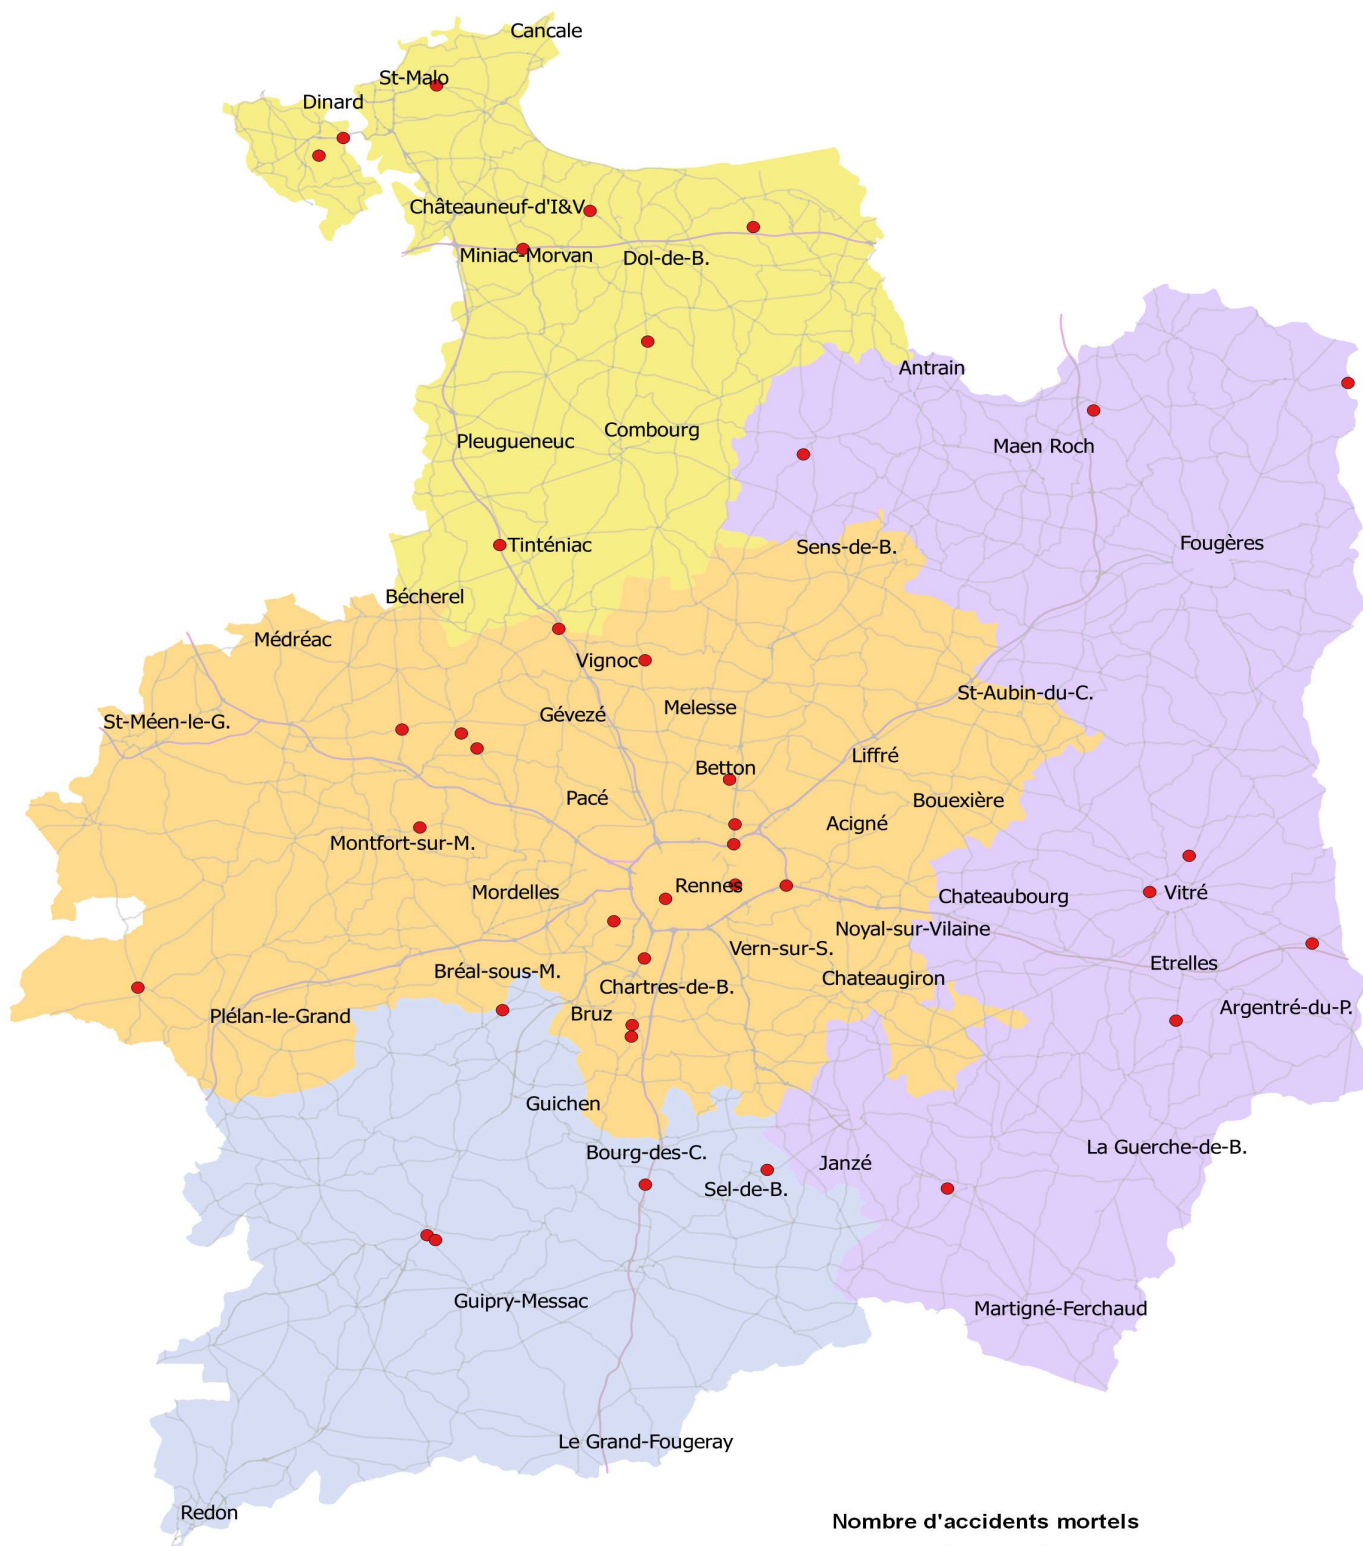 Cancale
St-Malo
Dinard
Châteauneuf-d'I&V
Miniac-Morvan
Dol-de-B.
Antrain
Combourg
Pleugueneuc
Maen Roch
Tinténiac
Sens-de-B.
Fougères
Bécherel
Médréac
Vignoc
St-Aubin-du-C.
St-Méen-le-G.
Gévezé
Melesse
Liffré
Betton
Pacé
Bouexière
Acigné
Montfort-sur-M.
Mordelles
Rennes
Chateaubourg
Vitré
Noyal-sur-Vilaine
Vern-sur-S.
Etrelles
Bréal-sous-M.
Chartres-de-B.
Chateaugiron
Argentré-du-P.
Plélan-le-Grand
Bruz
Guichen
Bourg-des-C.
Janzé
La Guerche-de-B.
Sel-de-B.
Guipry-Messac
Martigné-Ferchaud
Le Grand-Fougeray
Redon
Nombre d'accidents mortels